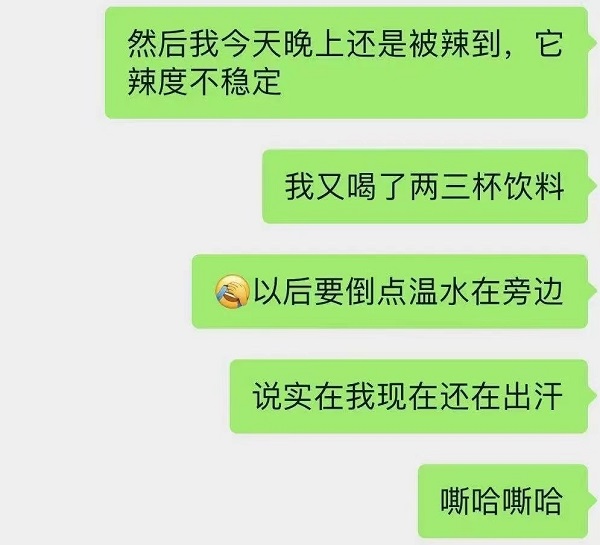 然后我今天晚上还是被辣到，它
辣度不稳定
我又喝了两三杯饮料
🤦以后要倒点温水在旁边
说实在我现在还在出汗
嘶哈嘶哈